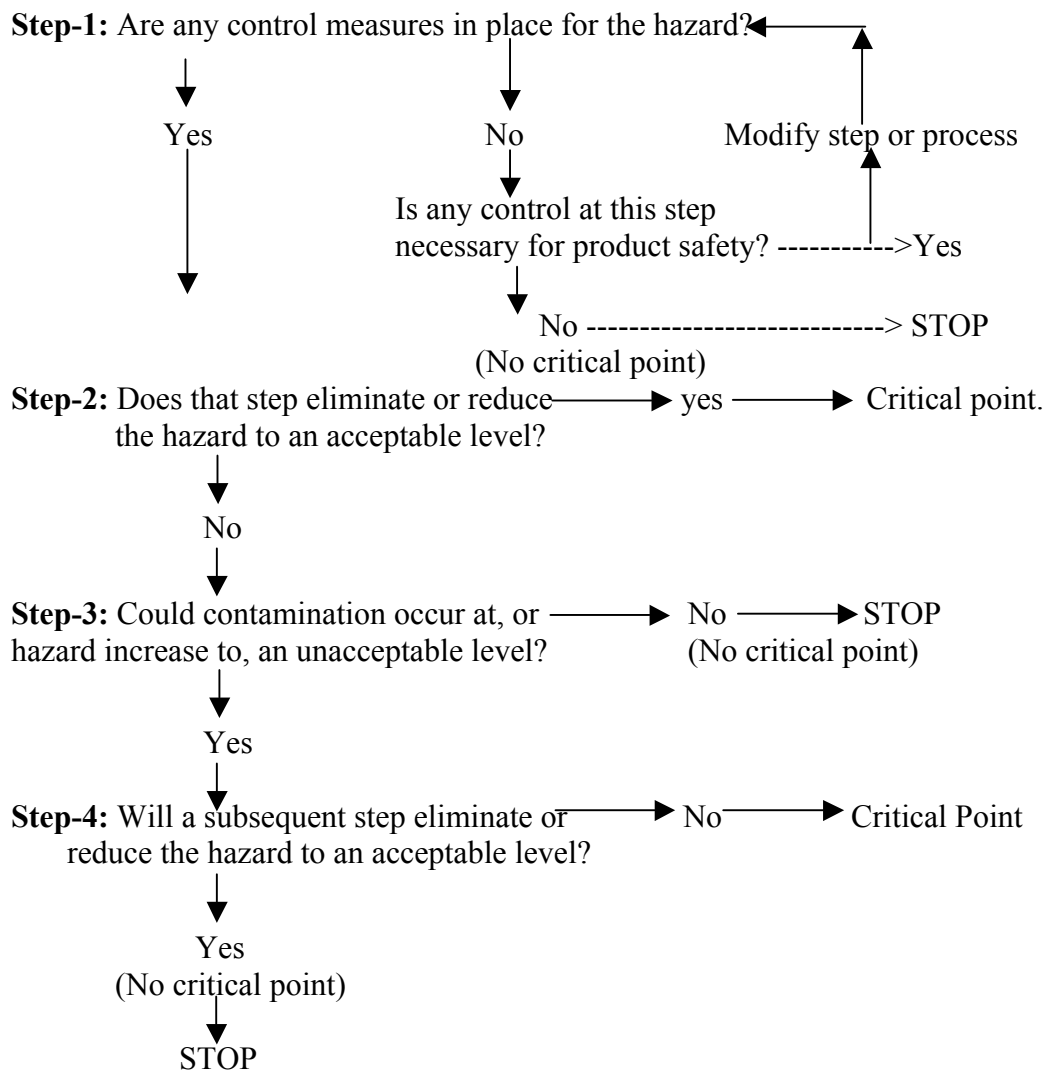 Step-1: Are any control measures in place for the hazard?
Yes No Modify step or process
Is any control at this step
necessary for product safety? ----------->Yes
No ----------------------------> STOP
(No critical point)
Step-2: Does that step eliminate or reduce yes Critical point.
the hazard to an acceptable level?
No
Step-3: Could contamination occur at, or No STOP
hazard increase to, an unacceptable level? (No critical point)
Yes
Step-4: Will a subsequent step eliminate or No Critical Point
reduce the hazard to an acceptable level?
Yes
(No critical point)
STOP